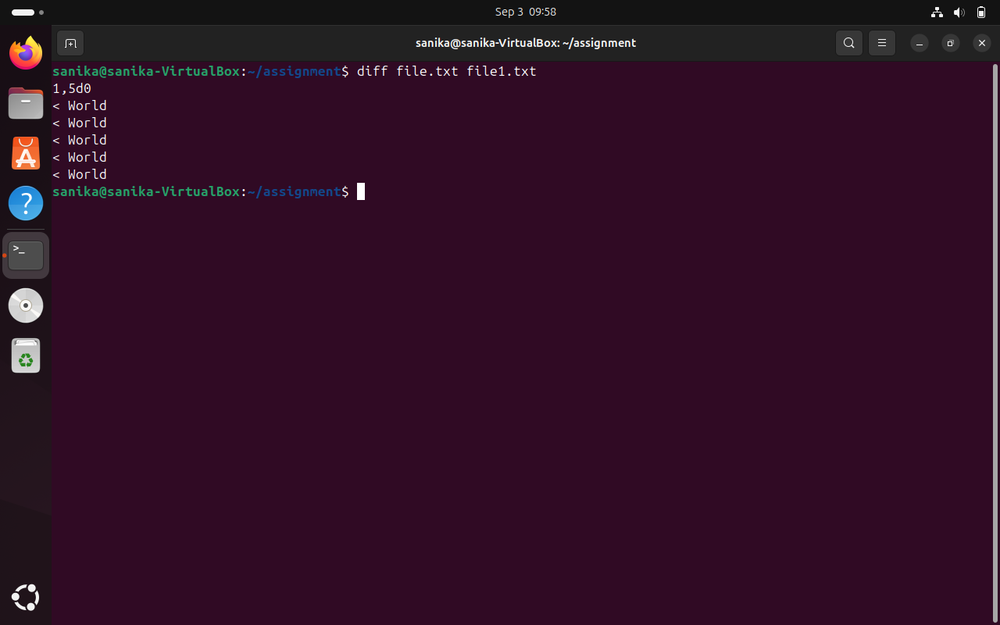 Sep 3 09:58
sanika@sanika-VirtualBox: ~/assignment
sanika@sanika-VirtualBox:~/assignment$ diff file.txt file1.txt
1,5d0
< World
< World
< World
< World
< World
sanika@sanika-VirtualBox:~/assignment$